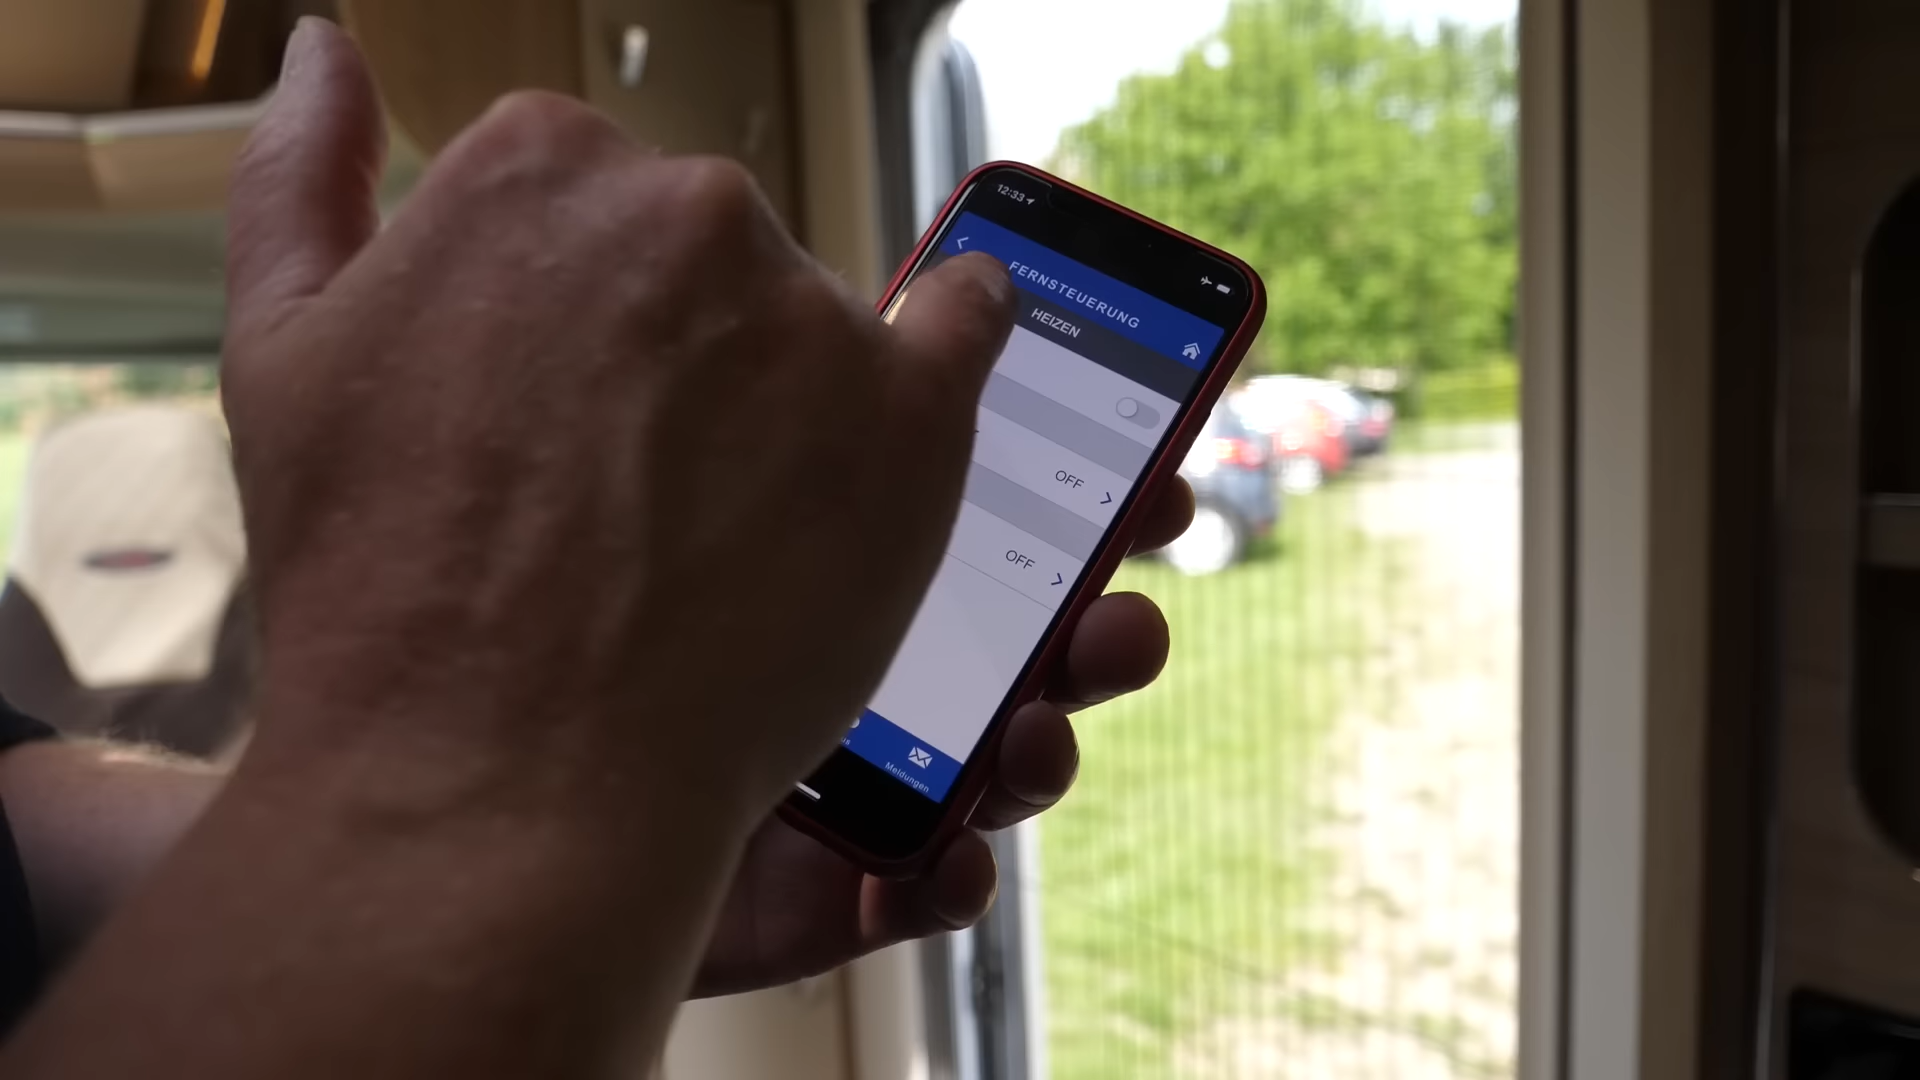 12:33
FERNSTEUERUNG
HEIZEN
OFF
OFF
Meldungen